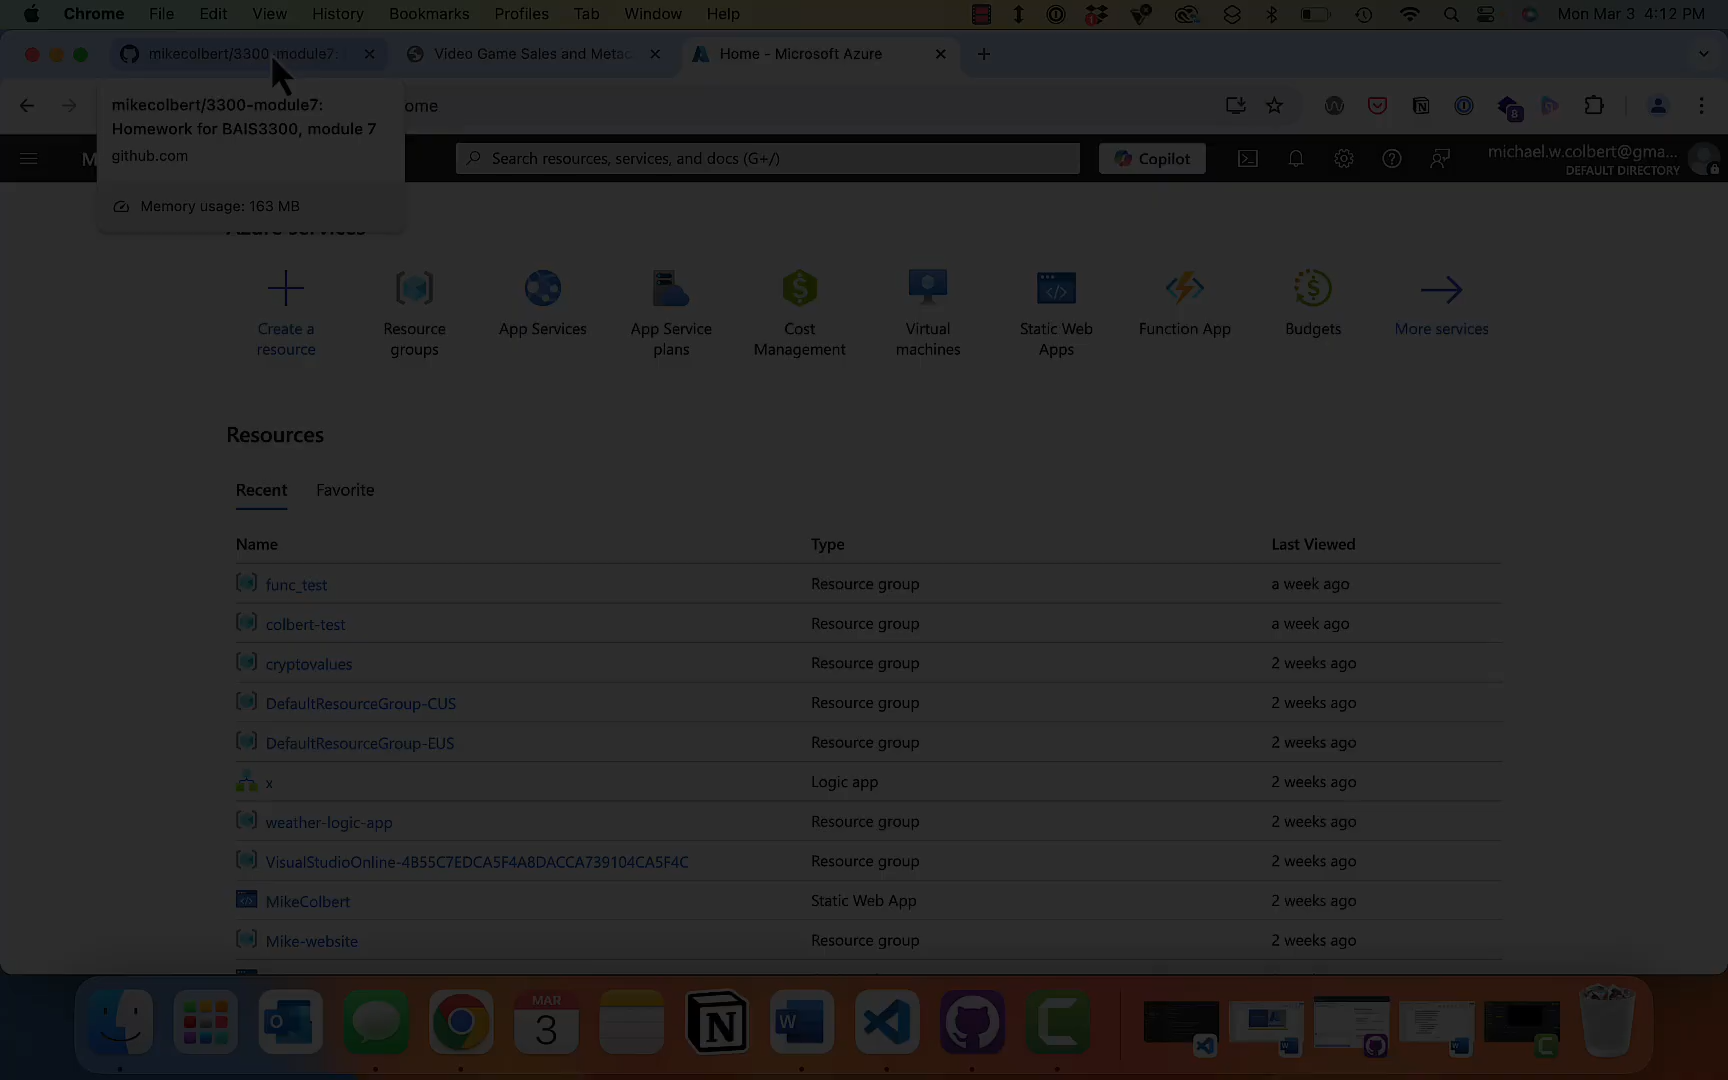 Chrome File Edit View History Bookmarks Profiles Tab Window Help Mon Mar 3 4:12 PM
mikecolbert/3300-module7: Video Game Sales and Metac Home - Microsoft Azure
ome
mikecolbert/3300-module7:
Homework for BAIS3300, module 7
github.com
Memory usage: 163 MB
8
M Search resources, services, and docs (G+/) Copilot michael.w.colbert@gma...
DEFAULT DIRECTORY
Azure services
Create a resource
Resource groups
App Services
App Service plans
Cost Management
Virtual machines
Static Web Apps
Function App
Budgets
More services
Resources
Recent Favorite
Name Type Last Viewed
func_test Resource group a week ago
colbert-test Resource group a week ago
cryptovalues Resource group 2 weeks ago
DefaultResourceGroup-CUS Resource group 2 weeks ago
DefaultResourceGroup-EUS Resource group 2 weeks ago
x Logic app 2 weeks ago
weather-logic-app Resource group 2 weeks ago
VisualStudioOnline-4B55C7EDCA5F4A8DACCA739104CA5F4C Resource group 2 weeks ago
MikeColbert Static Web App 2 weeks ago
Mike-website Resource group 2 weeks ago
MAR
3